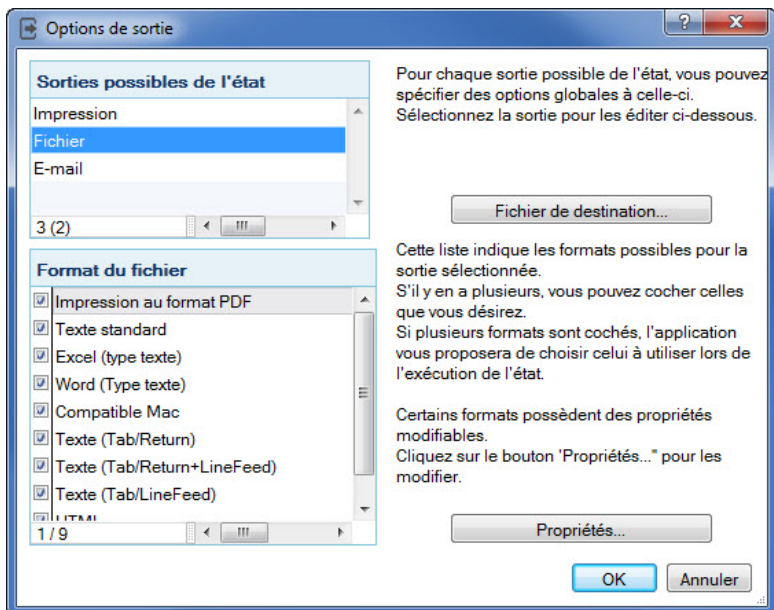 Options de sortie
?
X
Sorties possibles de l'état
Impression
Fichier
E-mail
3 (2)
Pour chaque sortie possible de l'état, vous pouvez
spécifier des options globales à celle-ci.
Sélectionnez la sortie pour les éditer ci-dessous.
Fichier de destination...
Format du fichier
Impression au format PDF
Texte standard
Excel (type texte)
Word (Type texte)
Compatible Mac
Texte (Tab/Return)
Texte (Tab/Return+LineFeed)
Texte (Tab/LineFeed)
HTML
1 / 9
Cette liste indique les formats possibles pour la
sortie sélectionnée.
S'il y en a plusieurs, vous pouvez cocher celles
que vous désirez.
Si plusieurs formats sont cochés, l'application
vous proposera de choisir celui à utiliser lors de
l'exécution de l'état.
Certains formats possèdent des propriétés
modifiables.
Cliquez sur le bouton 'Propriétés..." pour les
modifier.
Propriétés...
OK
Annuler